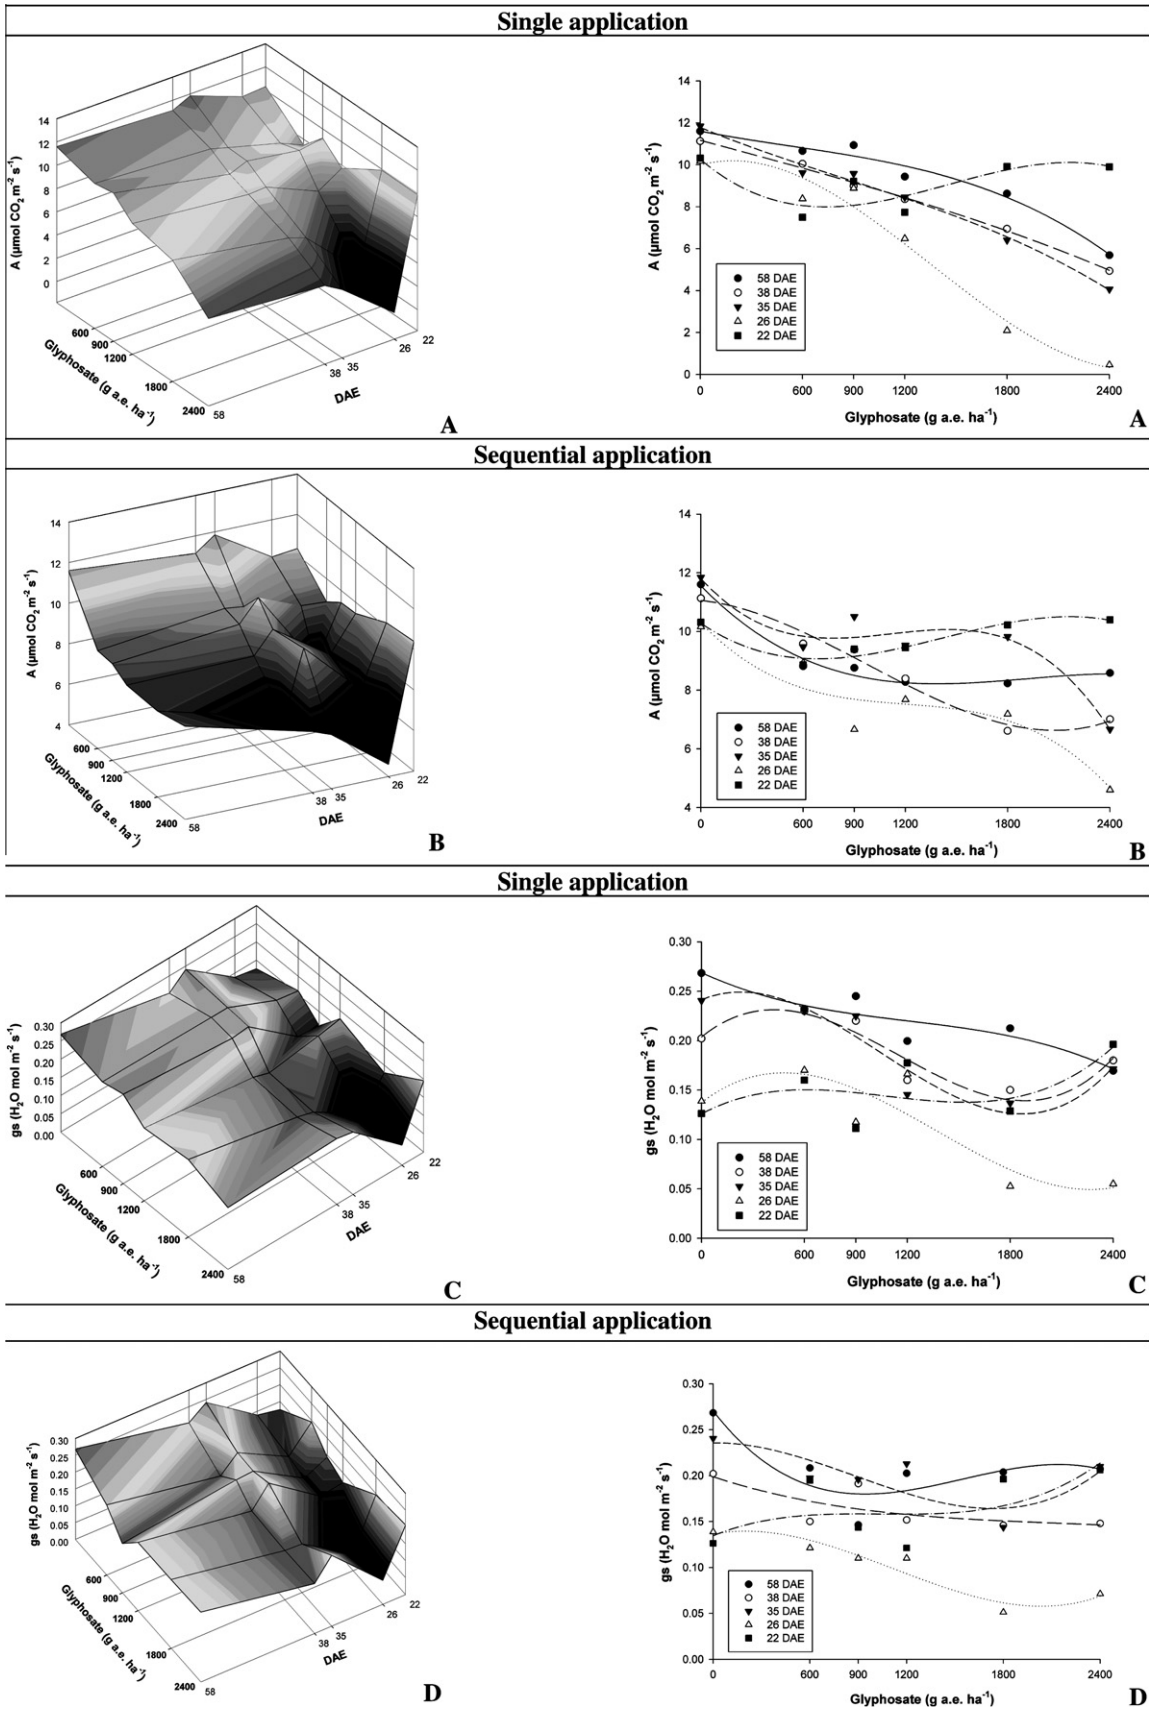 Single application
14
12
10
8
6
4
2
0
A (µmol CO2 m-2 s-1)
600
900
1200
1800
2400
Glyphosate (g a.e. ha-1)
58
38
35
26
22
DAE
A
14
12
10
8
6
4
2
0
A (µmol CO2 m-2 s-1)
58 DAE
38 DAE
35 DAE
26 DAE
22 DAE
0 600 900 1200 1800 2400
Glyphosate (g a.e. ha-1)
A
Sequential application
14
12
10
8
6
4
A (µmol CO2 m-2 s-1)
600
900
1200
1800
2400
Glyphosate (g a.e. ha-1)
58
38
35
26
22
DAE
B
14
12
10
8
6
4
A (µmol CO2 m-2 s-1)
58 DAE
38 DAE
35 DAE
26 DAE
22 DAE
0 600 900 1200 1800 2400
Glyphosate (g a.e. ha-1)
B
Single application
0.30
0.25
0.20
0.15
0.10
0.05
0.00
gs (H2O mol m-2 s-1)
600
900
1200
1800
2400
Glyphosate (g a.e. ha-1)
58
38
35
26
22
DAE
C
0.30
0.25
0.20
0.15
0.10
0.05
0.00
gs (H2O mol m-2 s-1)
58 DAE
38 DAE
35 DAE
26 DAE
22 DAE
0 600 900 1200 1800 2400
Glyphosate (g a.e. ha-1)
C
Sequential application
0.30
0.25
0.20
0.15
0.10
0.05
0.00
gs (H2O mol m-2 s-1)
600
900
1200
1800
2400
Glyphosate (g a.e. ha-1)
58
38
35
26
22
DAE
D
0.30
0.25
0.20
0.15
0.10
0.05
0.00
gs (H2O mol m-2 s-1)
58 DAE
38 DAE
35 DAE
26 DAE
22 DAE
0 600 900 1200 1800 2400
Glyphosate (g a.e. ha-1)
D